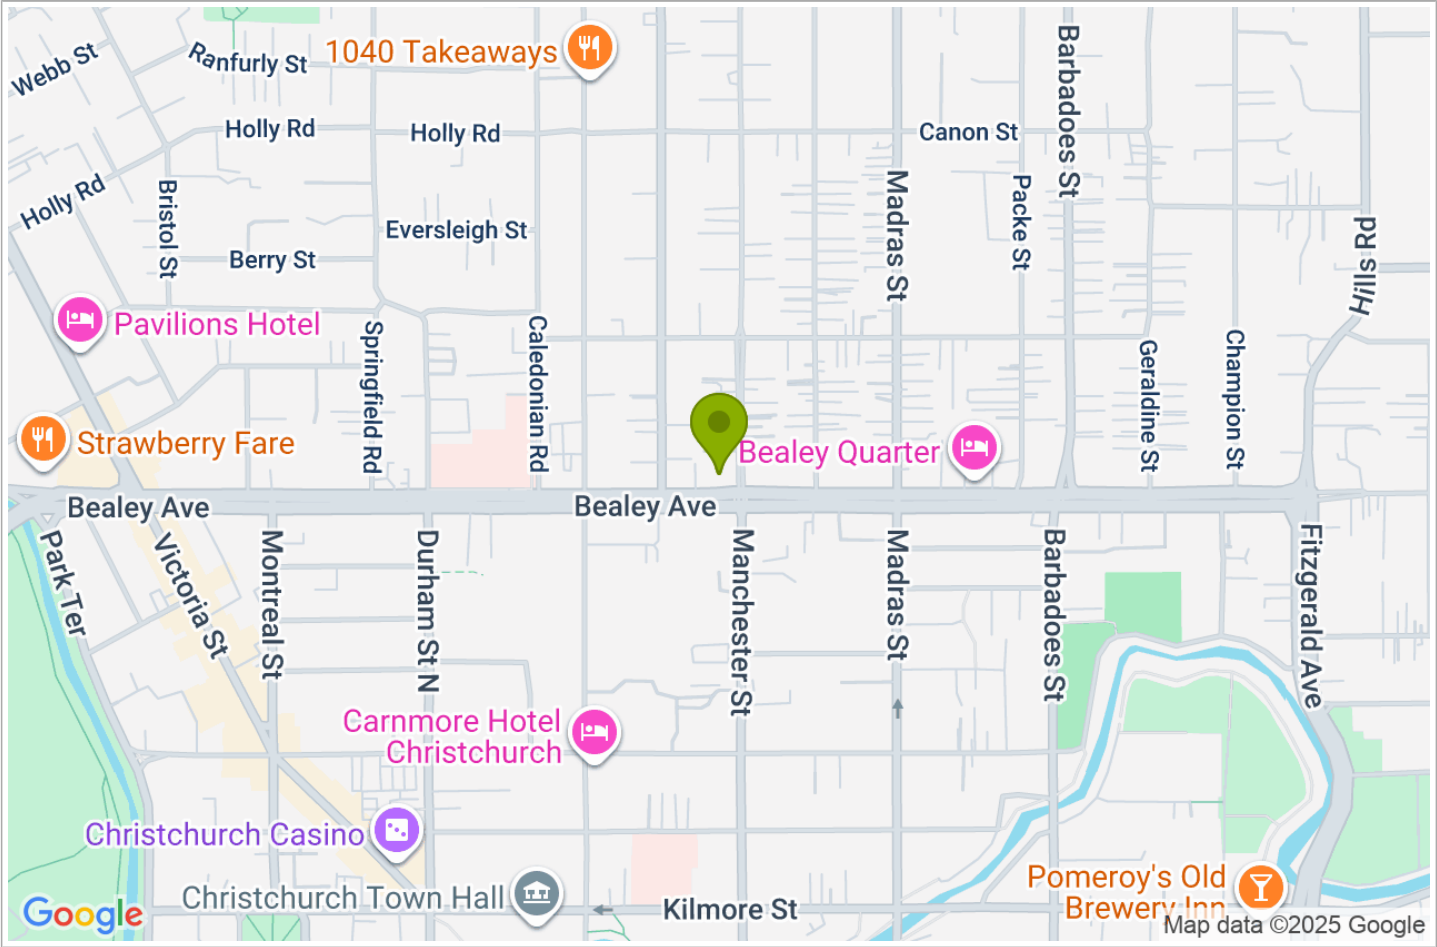 Webb St
Ranfurly St
1040 Takeaways
Barbadoes St
Holly Rd
Holly Rd
Canon St
Holly Rd
Bristol St
Madras St
Packe St
Eversleigh St
Berry St
Hills Rd
Pavilions Hotel
Springfield Rd
Caledonian Rd
Geraldine St
Champion St
Strawberry Fare
Bealey Quarter
Bealey Ave
Bealey Ave
Park Ter
Victoria St
Montreal St
Durham St N
Manchester St
Madras St
Barbadoes St
Fitzgerald Ave
Carnmore Hotel
Christchurch
Christchurch Casino
Christchurch Town Hall
Kilmore St
Pomeroy's Old
Brewery Inn
Google
Map data ©2025 Google